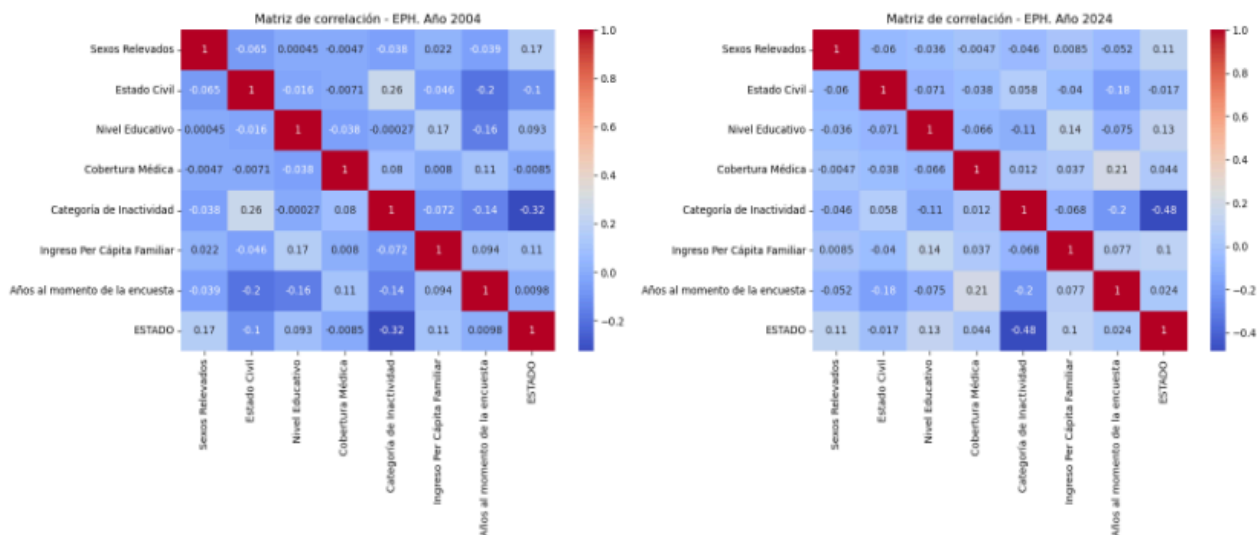 Matriz de correlación - EPH. Año 2004
Sexos Relevados 1 -0.065 0.00045 -0.0047 -0.038 0.022 -0.039 0.17
Estado Civil -0.065 1 -0.016 -0.0071 0.26 -0.046 -0.2 -0.1
Nivel Educativo 0.00045 -0.016 1 -0.038 -0.00027 0.17 -0.16 0.093
Cobertura Médica -0.0047 -0.0071 -0.038 1 0.08 0.008 0.11 -0.0085
Categoría de Inactividad -0.038 0.26 -0.00027 0.08 1 -0.072 -0.14 -0.32
Ingreso Per Cápita Familiar 0.022 -0.046 0.17 0.008 -0.072 1 0.094 0.11
Años al momento de la encuesta -0.039 -0.2 -0.16 0.11 -0.14 0.094 1 0.0098
ESTADO 0.17 -0.1 0.093 -0.0085 -0.32 0.11 0.0098 1
Sexos Relevados
Estado Civil
Nivel Educativo
Cobertura Médica
Categoría de Inactividad
Ingreso Per Cápita Familiar
Años al momento de la encuesta
ESTADO
1.0
0.8
0.6
0.4
0.2
0.0
-0.2
Matriz de correlación - EPH. Año 2024
Sexos Relevados 1 -0.06 -0.036 -0.0047 -0.046 0.0085 -0.052 0.11
Estado Civil -0.06 1 -0.071 -0.038 0.058 -0.04 -0.18 -0.017
Nivel Educativo -0.036 -0.071 1 -0.066 -0.11 0.14 -0.075 0.13
Cobertura Médica -0.0047 -0.038 -0.066 1 0.012 0.037 0.21 0.044
Categoría de Inactividad -0.046 0.058 -0.11 0.012 1 -0.068 -0.2 -0.48
Ingreso Per Cápita Familiar 0.0085 -0.04 0.14 0.037 -0.068 1 0.077 0.1
Años al momento de la encuesta -0.052 -0.18 -0.075 0.21 -0.2 0.077 1 0.024
ESTADO 0.11 -0.017 0.13 0.044 -0.48 0.1 0.024 1
Sexos Relevados
Estado Civil
Nivel Educativo
Cobertura Médica
Categoría de Inactividad
Ingreso Per Cápita Familiar
Años al momento de la encuesta
ESTADO
1.0
0.8
0.6
0.4
0.2
0.0
-0.2
-0.4